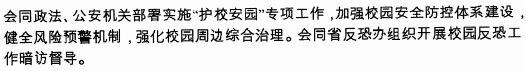 会同政法、公安机关部署实施“护校安园”专项工作，加强校园安全防控体系建设，
健全风险预警机制，强化校园周边综合治理。会同省反恐办组织开展校园反恐工
作暗访督导。